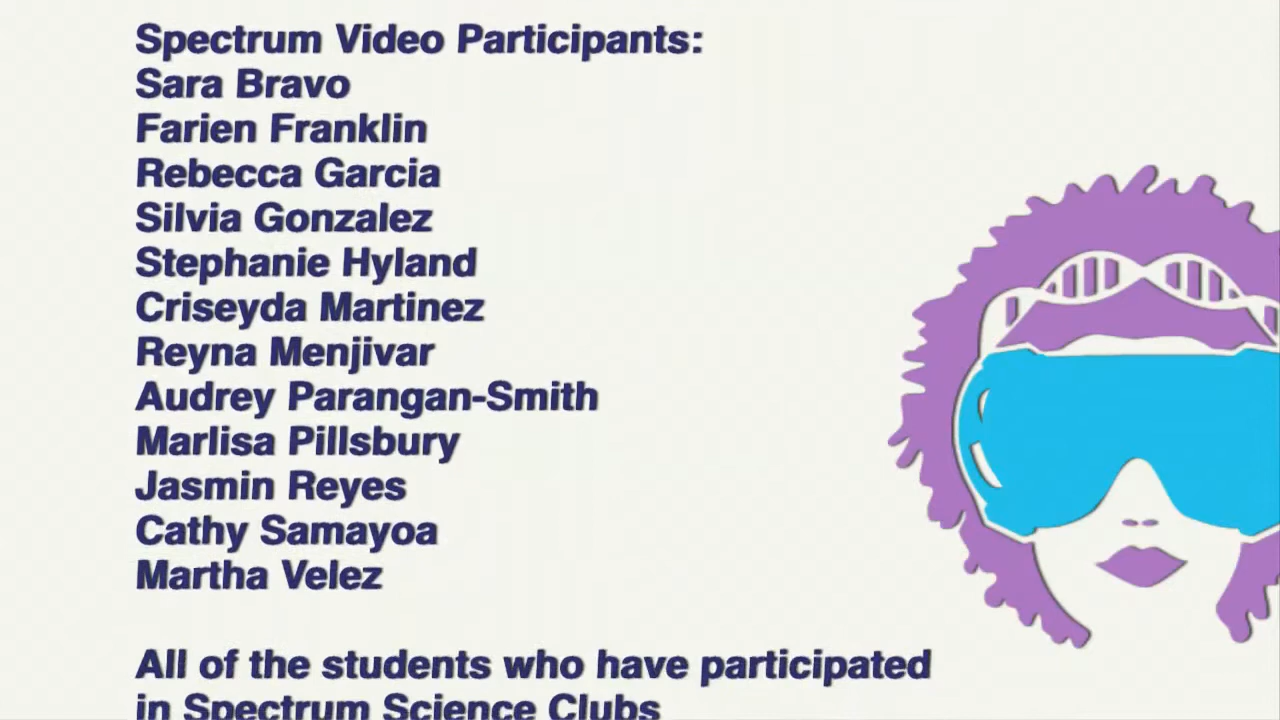 Spectrum Video Participants:
Sara Bravo
Farien Franklin
Rebecca Garcia
Silvia Gonzalez
Stephanie Hyland
Criseyda Martinez
Reyna Menjivar
Audrey Parangan-Smith
Marlisa Pillsbury
Jasmin Reyes
Cathy Samayoa
Martha Velez
All of the students who have participated
in Spectrum Science Clubs